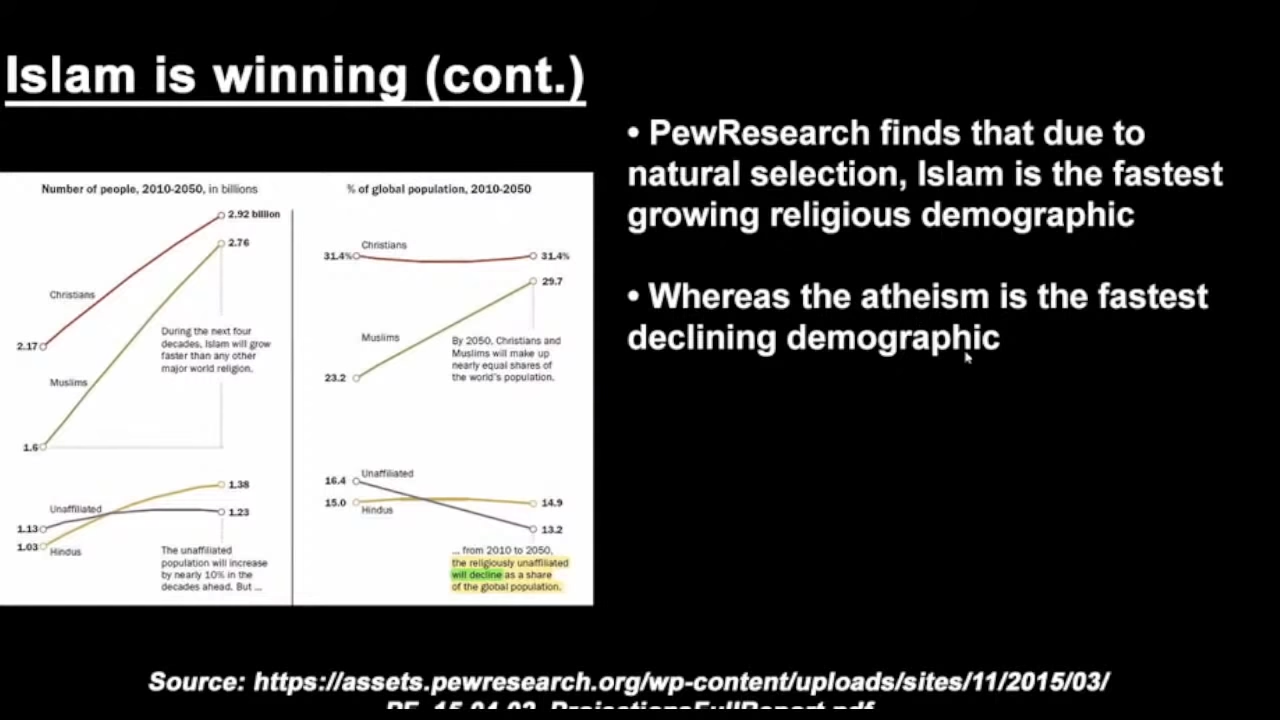 Islam is winning (cont.)
• PewResearch finds that due to
natural selection, Islam is the fastest
growing religious demographic
• Whereas the atheism is the fastest
declining demographic
Number of people, 2010-2050, in billions
2.92 billion
2.76
Christians
2.17
During the next four
decades, Islam will grow
faster than any other
major world religion.
Muslims
1.6
1.38
Unaffiliated
1.23
1.13
1.03
Hindus
The unaffiliated
population will increase
by nearly 10% in the
decades ahead. But ...
% of global population, 2010-2050
Christians
31.4%
31.4%
29.7
Muslims
By 2050, Christians and
Muslims will make up
nearly equal shares of
the world's population.
23.2
Unaffiliated
16.4
15.0
14.9
Hindus
13.2
... from 2010 to 2050,
the religiously unaffiliated
will decline as a share
of the global population.
Source: https://assets.pewresearch.org/wp-content/uploads/sites/11/2015/03/
PF_15.04.02_ProjectionsFullReport.pdf